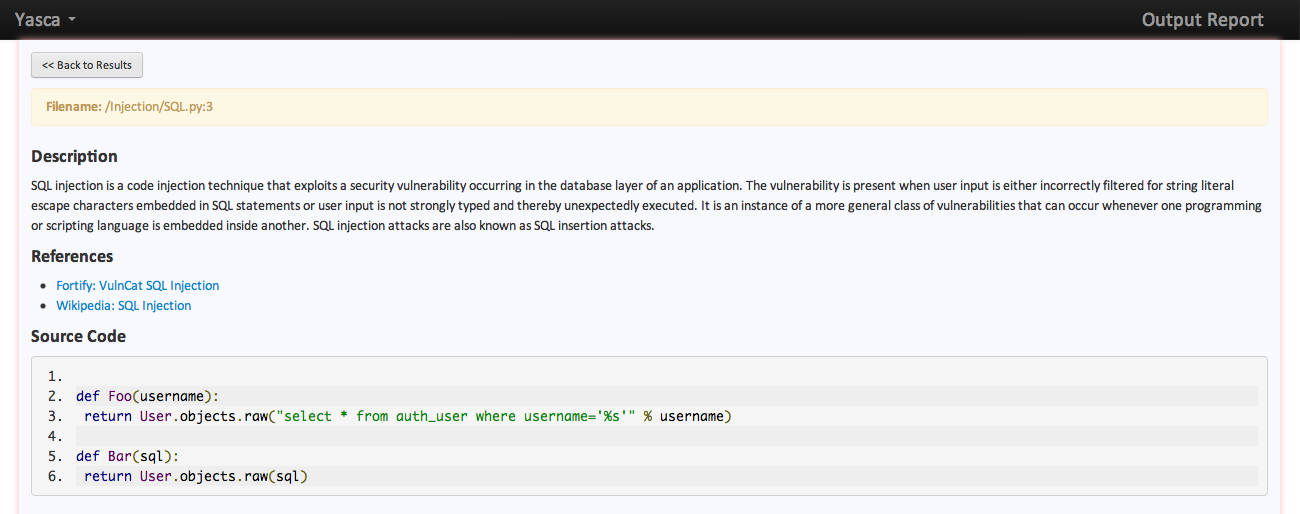 Yasca
Output Report
<< Back to Results
Filename: /Injection/SQL.py:3
Description
SQL injection is a code injection technique that exploits a security vulnerability occurring in the database layer of an application. The vulnerability is present when user input is either incorrectly filtered for string literal
escape characters embedded in SQL statements or user input is not strongly typed and thereby unexpectedly executed. It is an instance of a more general class of vulnerabilities that can occur whenever one programming
or scripting language is embedded inside another. SQL injection attacks are also known as SQL insertion attacks.
References
• Fortify: VulnCat SQL Injection
• Wikipedia: SQL Injection
Source Code
1.
2. def Foo(username):
3.  return User.objects.raw("select * from auth_user where username='%s'" % username)
4.
5. def Bar(sql):
6.  return User.objects.raw(sql)